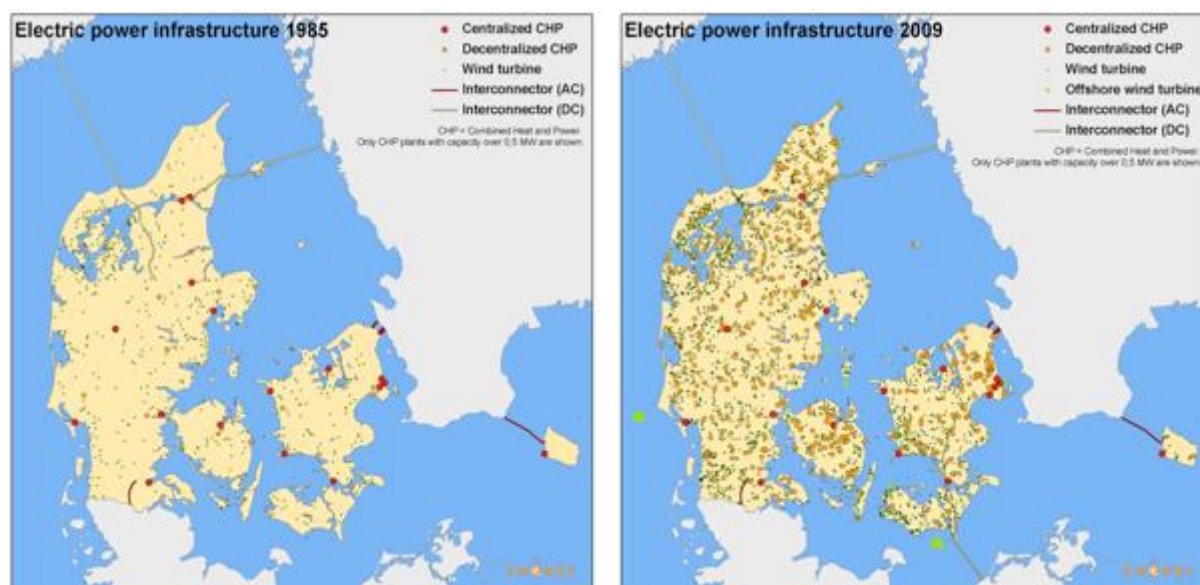 Electric power infrastructure 1985
Centralized CHP
Decentralized CHP
Wind turbine
Interconnector (AC)
Interconnector (DC)
CHP = Combined Heat and Power.
Only CHP plants with capacity over 0,5 MW are shown.
Electric power infrastructure 2009
Centralized CHP
Decentralized CHP
Wind turbine
Offshore wind turbine
Interconnector (AC)
Interconnector (DC)
CHP = Combined Heat and Power.
Only CHP plants with capacity over 0,5 MW are shown